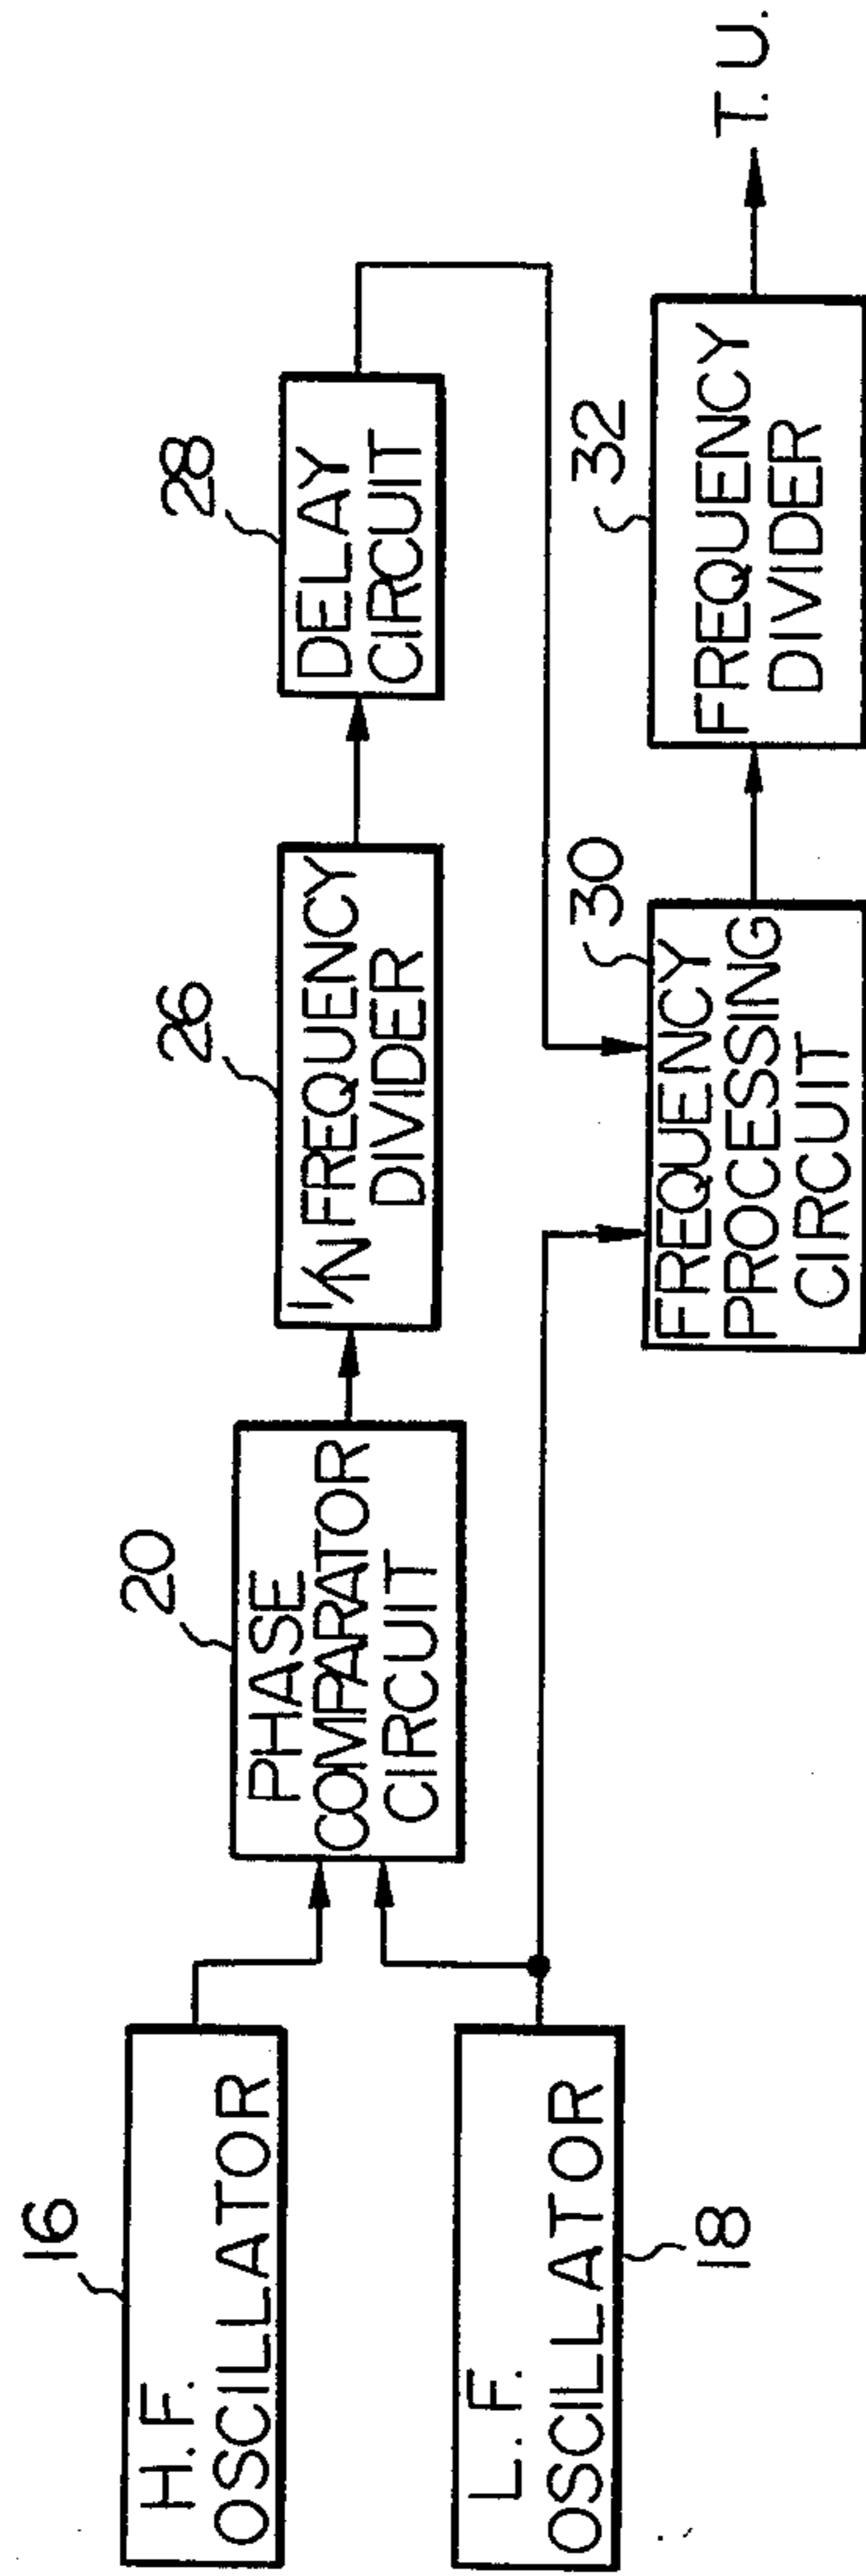 16
H.F.
OSCILLATOR
L.F.
OSCILLATOR
18
20
PHASE
COMPARATOR
CIRCUIT
26
1/N FREQUENCY
DIVIDER
28
DELAY
CIRCUIT
30
FREQUENCY
PROCESSING
CIRCUIT
32
FREQUENCY
DIVIDER
T. U.